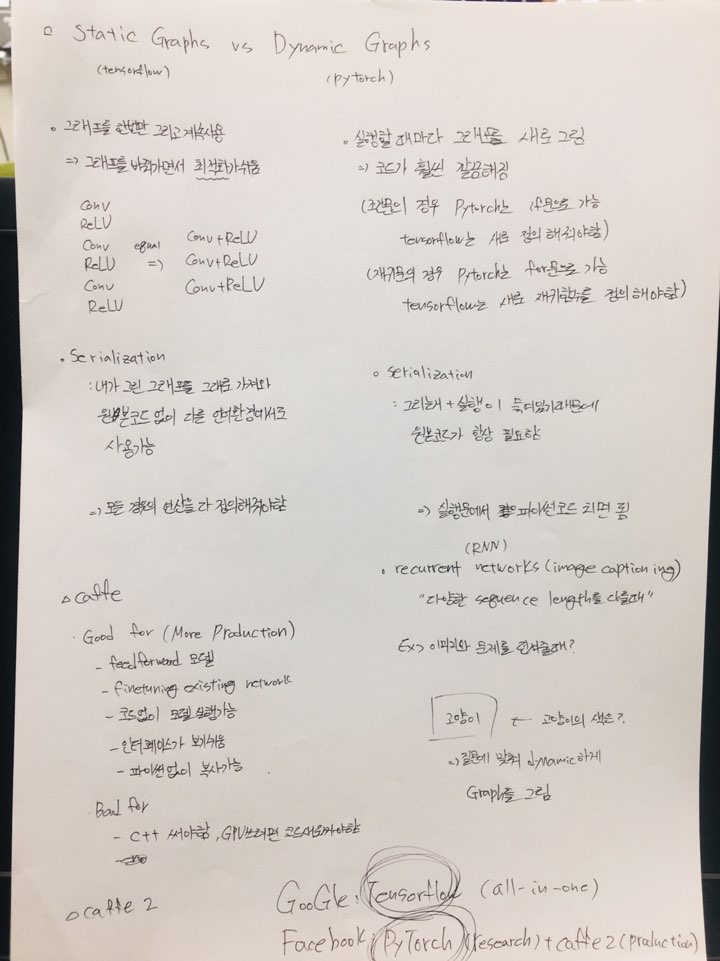 □ Static Graphs vs Dynamic Graphs
(tensorflow)
(pytorch)
• 그래프를 한번만 그리고 계속사용
=> 그래프를 바꿔가면서 최적화가쉬움
Conv
ReLU
Conv
ReLU
Conv
ReLU
equal
=>
Conv+ReLU
Conv+ReLU
Conv+ReLU
• Serialization
: 내가 그린 그래프를 그대로 가져와
원본코드 없이 다른 언어환경에서도
사용가능
=> 모든 경우의 연산을 다 정의해줘야함
△ caffe
· Good for (More Production)
- feedforward 모델
- finetuning existing network
- 코드없이 모델 실행가능
- 인터페이스가 보기쉬움
- 파이썬 없이 복사가능
· Bad for
- C++ 써야함, GPU쓰려면 코드새로짜야함
△ caffe 2
• 실행할 때마다 그래프를 새로 그림
=> 코드가 훨씬 깔끔해짐
(조건문의 경우 Pytorch는 if문으로 가능
tensorflow는 새로 정의 해줘야함)
(재귀문의 경우 Pytorch는 for문으로 가능
tensorflow는 새로 재귀함수를 정의 해야함)
○ serialization
: 그리는거 + 실행이 묶여있기때문에
원본코드가 항상 필요함
=> 실행문에서 파이썬코드 치면 됨
(RNN)
• recurrent networks (image captioning)
"다양한 sequence length를 다룰때"
Ex> 이미지와 문제를 던져줄때?
고양이 ← 고양이의 색은?
=> 질문에 맞춰 dynamic하게
Graph를 그림
GooGle: Tensorflow (all-in-one)
Facebook: PyTorch (research) + caffe2 (praluction)